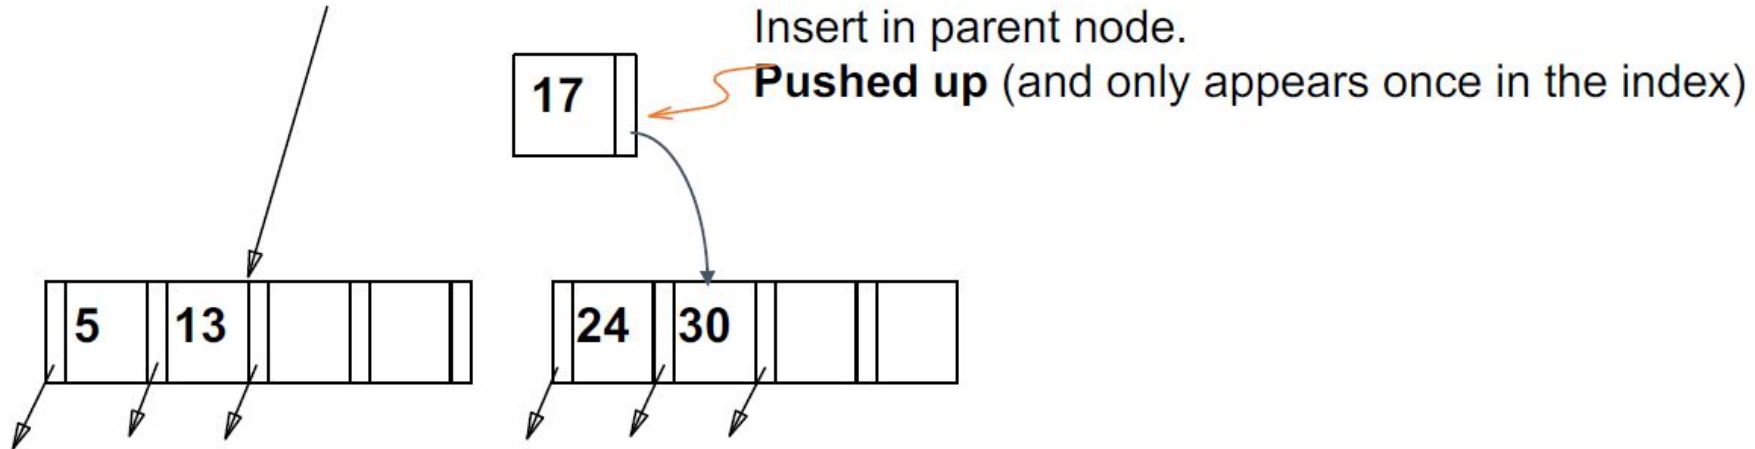 Insert in parent node.
17
Pushed up (and only appears once in the index)
5 13
24 30